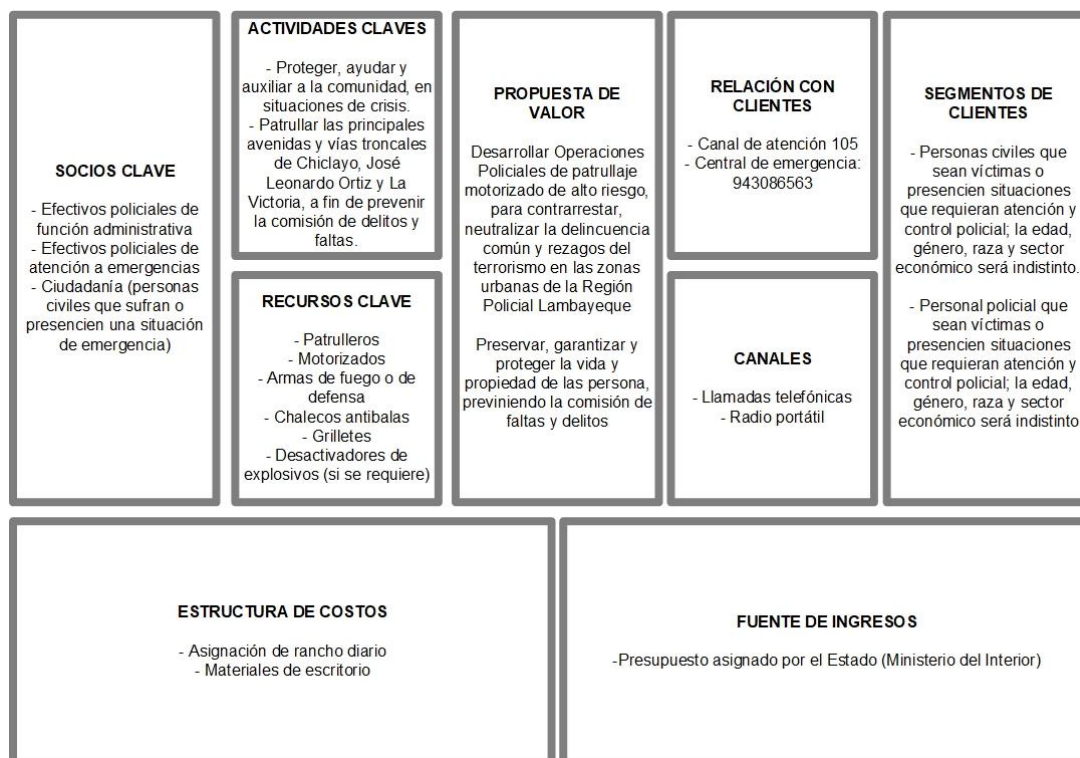 SOCIOS CLAVE
- Efectivos policiales de
función administrativa
- Efectivos policiales de
atención a emergencias
- Ciudadanía (personas
civiles que sufran o
presencien una situación
de emergencia)
ACTIVIDADES CLAVES
- Proteger, ayudar y
auxiliar a la comunidad, en
situaciones de crisis.
- Patrullar las principales
avenidas y vías troncales
de Chiclayo, José
Leonardo Ortiz y La
Victoria, a fin de prevenir
la comisión de delitos y
faltas.
RECURSOS CLAVE
- Patrulleros
- Motorizados
- Armas de fuego o de
defensa
- Chalecos antibalas
- Grilletes
- Desactivadores de
explosivos (si se requiere)
PROPUESTA DE
VALOR
Desarrollar Operaciones
Policiales de patrullaje
motorizado de alto riesgo,
para contrarrestar,
neutralizar la delincuencia
común y rezagos del
terrorismo en las zonas
urbanas de la Región
Policial Lambayeque
Preservar, garantizar y
proteger la vida y
propiedad de las persona,
previniendo la comisión de
faltas y delitos
RELACIÓN CON
CLIENTES
- Canal de atención 105
- Central de emergencia:
943086563
CANALES
- Llamadas telefónicas
- Radio portátil
SEGMENTOS DE
CLIENTES
- Personas civiles que
sean víctimas o
presencien situaciones
que requieran atención y
control policial; la edad,
género, raza y sector
económico será indistinto.
- Personal policial que
sean víctimas o
presencien situaciones
que requieran atención y
control policial; la edad,
género, raza y sector
económico será indistinto
ESTRUCTURA DE COSTOS
- Asignación de rancho diario
- Materiales de escritorio
FUENTE DE INGRESOS
-Presupuesto asignado por el Estado (Ministerio del Interior)